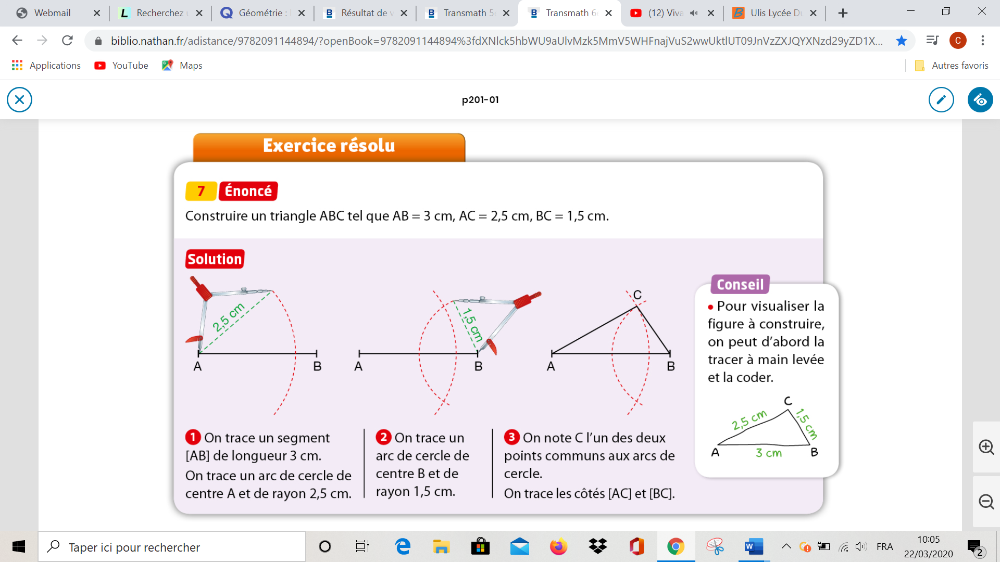 Webmail
Recherchez
Géométrie :
Résultat de v
Transmath 5e
Transmath 6e
(12) Viva
Ulis Lycée Du
biblio.nathan.fr/adistance/9782091144894/?openBook=9782091144894%3fdXNlck5hbWU9aUlvMzk5MmV5WHFnajVuS2wwUktlUT09JnVzZXJQYXNzd29yZD1X...
C
Applications
YouTube
Maps
Autres favoris
p201-01
Exercice résolu
7 Énoncé
Construire un triangle ABC tel que AB = 3 cm, AC = 2,5 cm, BC = 1,5 cm.
Solution
2,5 cm
A
B
1,5 cm
A
B
C
A
B
1 On trace un segment
[AB] de longueur 3 cm.
On trace un arc de cercle de
centre A et de rayon 2,5 cm.
2 On trace un
arc de cercle de
centre B et de
rayon 1,5 cm.
3 On note C l'un des deux
points communs aux arcs de
cercle.
On trace les côtés [AC] et [BC].
Conseil
• Pour visualiser la
figure à construire,
on peut d'abord la
tracer à main levée
et la coder.
C
2,5 cm
1,5 cm
A
3 cm
B
Taper ici pour rechercher
FRA
10:05
22/03/2020
2